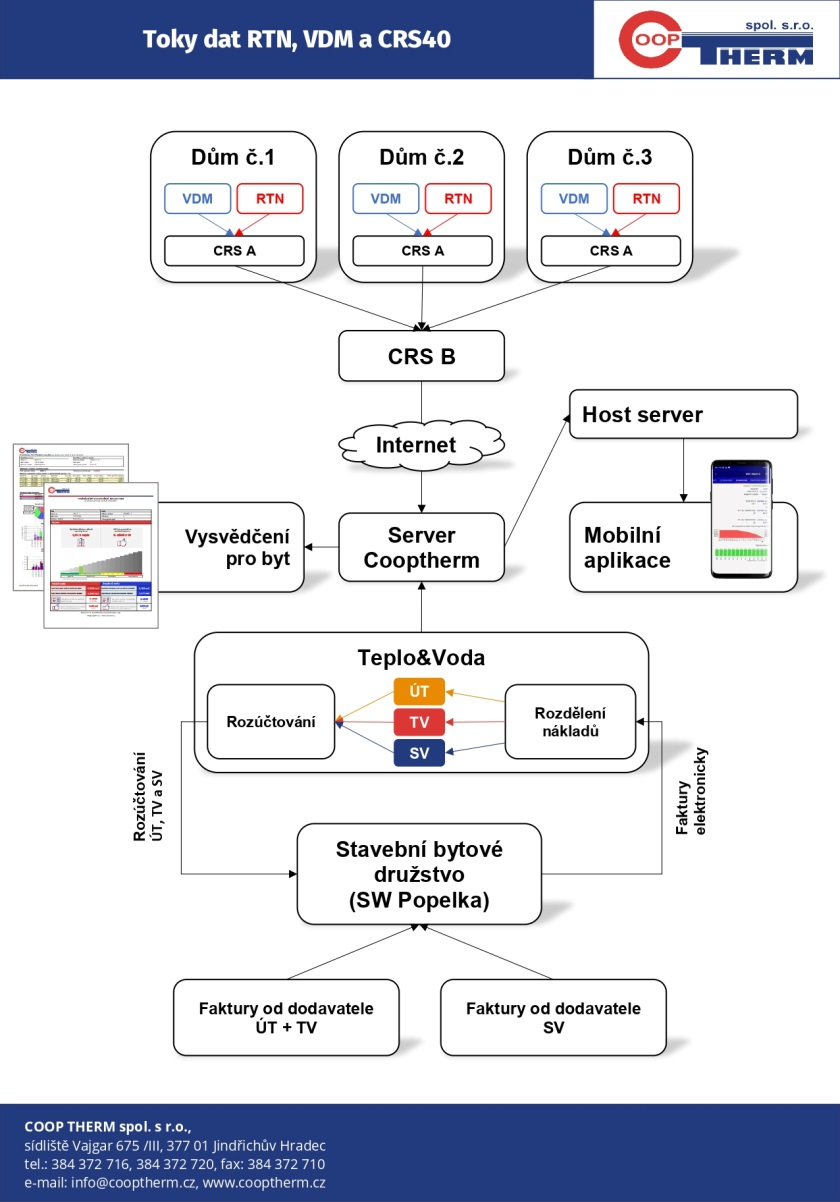 Toky dat RTN, VDM a CRS40
spol. s.r.o.
COOP
THERM
Dům č.1
Dům č.2
Dům č.3
VDM
RTN
VDM
RTN
VDM
RTN
CRS A
CRS A
CRS A
CRS B
Internet
Host server
Server
Cooptherm
Vysvědčení
pro byt
Mobilní
aplikace
Teplo&Voda
ÚT
TV
SV
Rozúčtování
Rozdělení
nákladů
Rozúčtování
ÚT, TV a SV
Faktury
elektronicky
Stavební bytové
družstvo
(SW Popelka)
Faktury od dodavatele
ÚT + TV
Faktury od dodavatele
SV
COOP THERM spol. s r.o.,
sídliště Vajgar 675 /III, 377 01 Jindřichův Hradec
tel.: 384 372 716, 384 372 720, fax: 384 372 710
e-mail: info@cooptherm.cz, www.cooptherm.cz